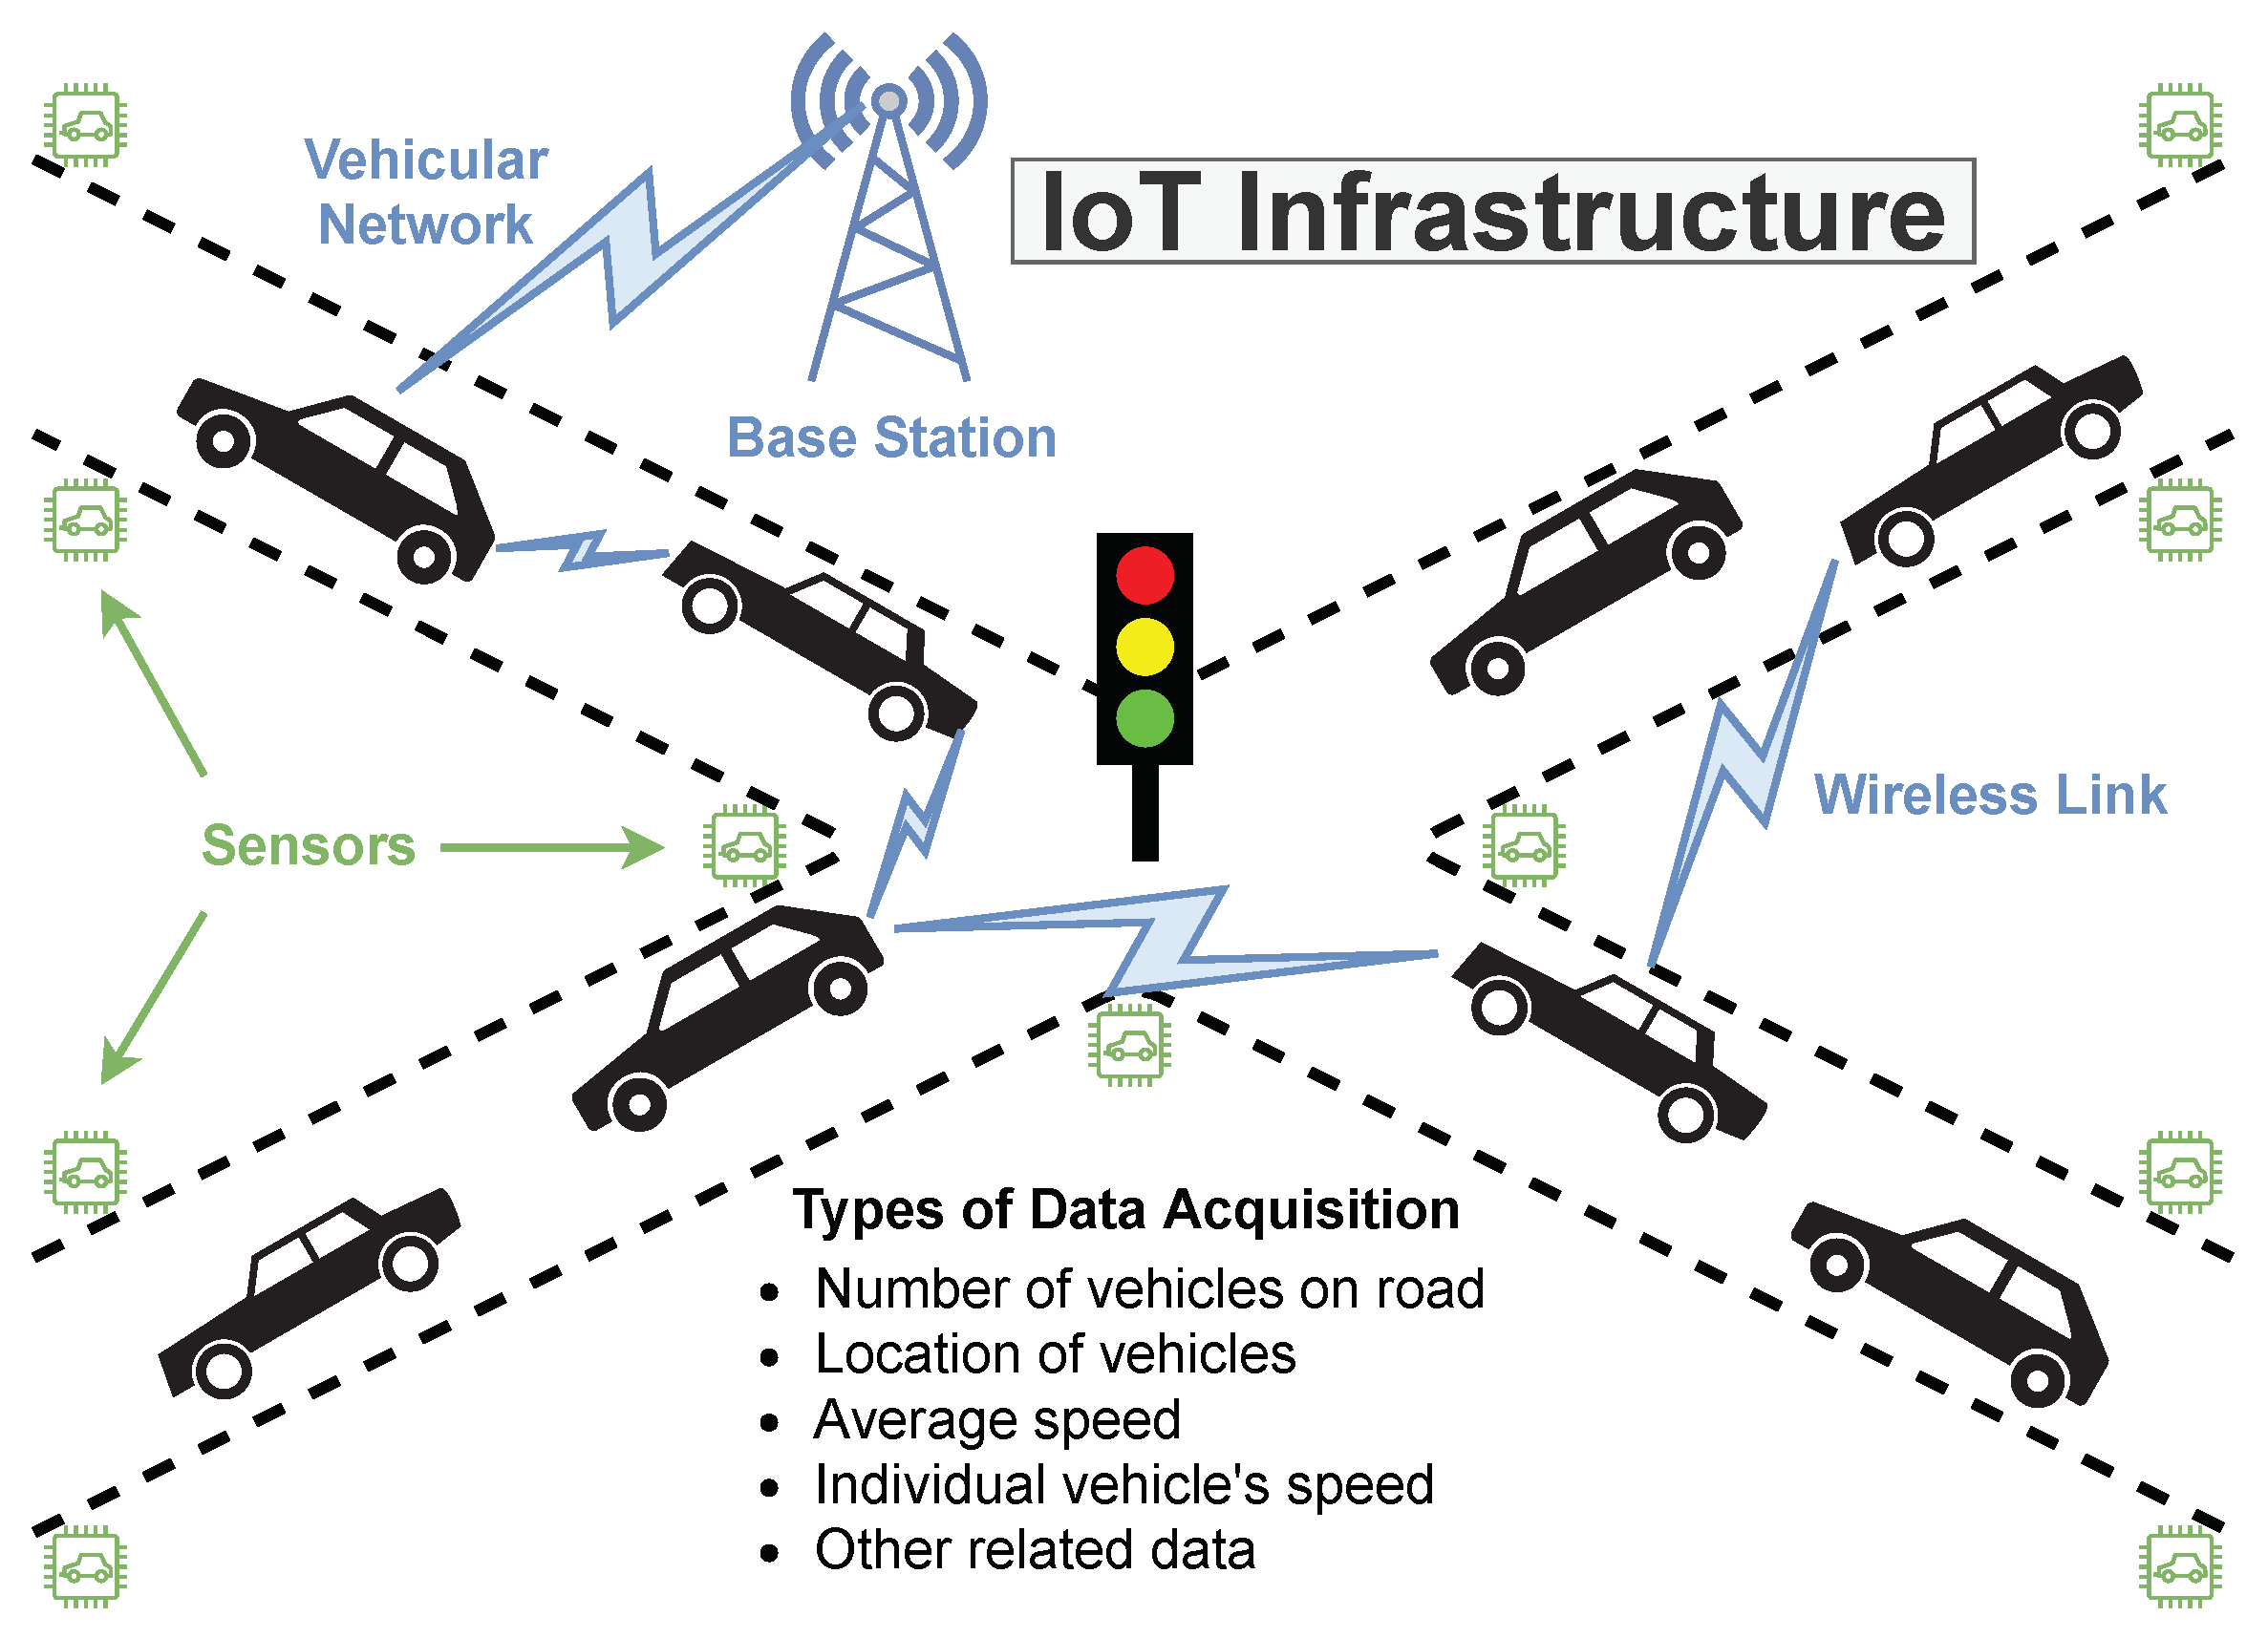 Vehicular
Network
IoT Infrastructure
Base Station
Wireless Link
Sensors
Types of Data Acquisition
• Number of vehicles on road
• Location of vehicles
• Average speed
• Individual vehicle's speed
• Other related data